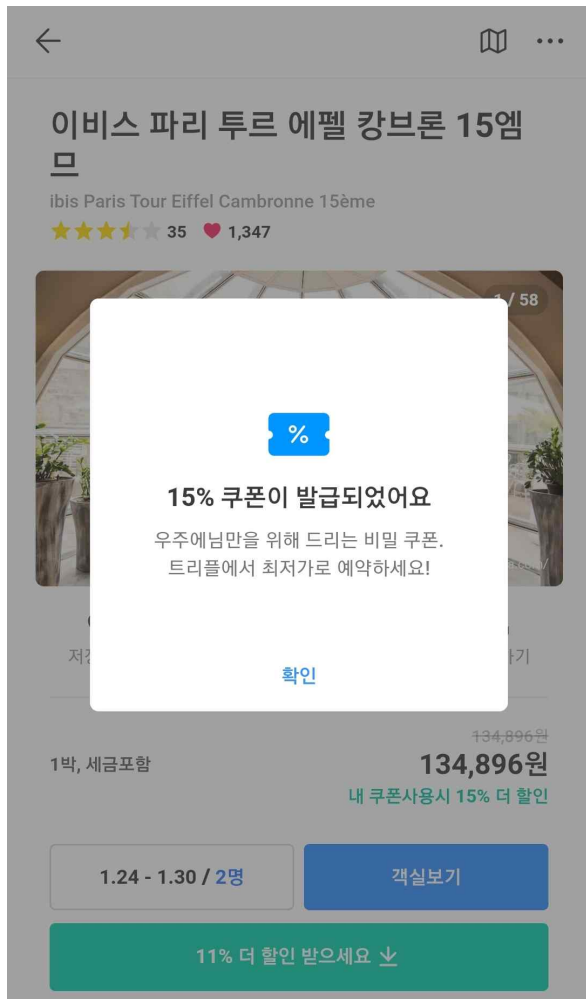 이비스 파리 투르 에펠 캉브론 15엠
므
ibis Paris Tour Eiffel Cambronne 15ème
35 1,347
/ 58
%
15% 쿠폰이 발급되었어요
우주에님만을 위해 드리는 비밀 쿠폰.
트리플에서 최저가로 예약하세요!
확인
134,896원
1박, 세금포함 134,896원
내 쿠폰사용시 15% 더 할인
1.24 - 1.30 / 2명 객실보기
11% 더 할인 받으세요